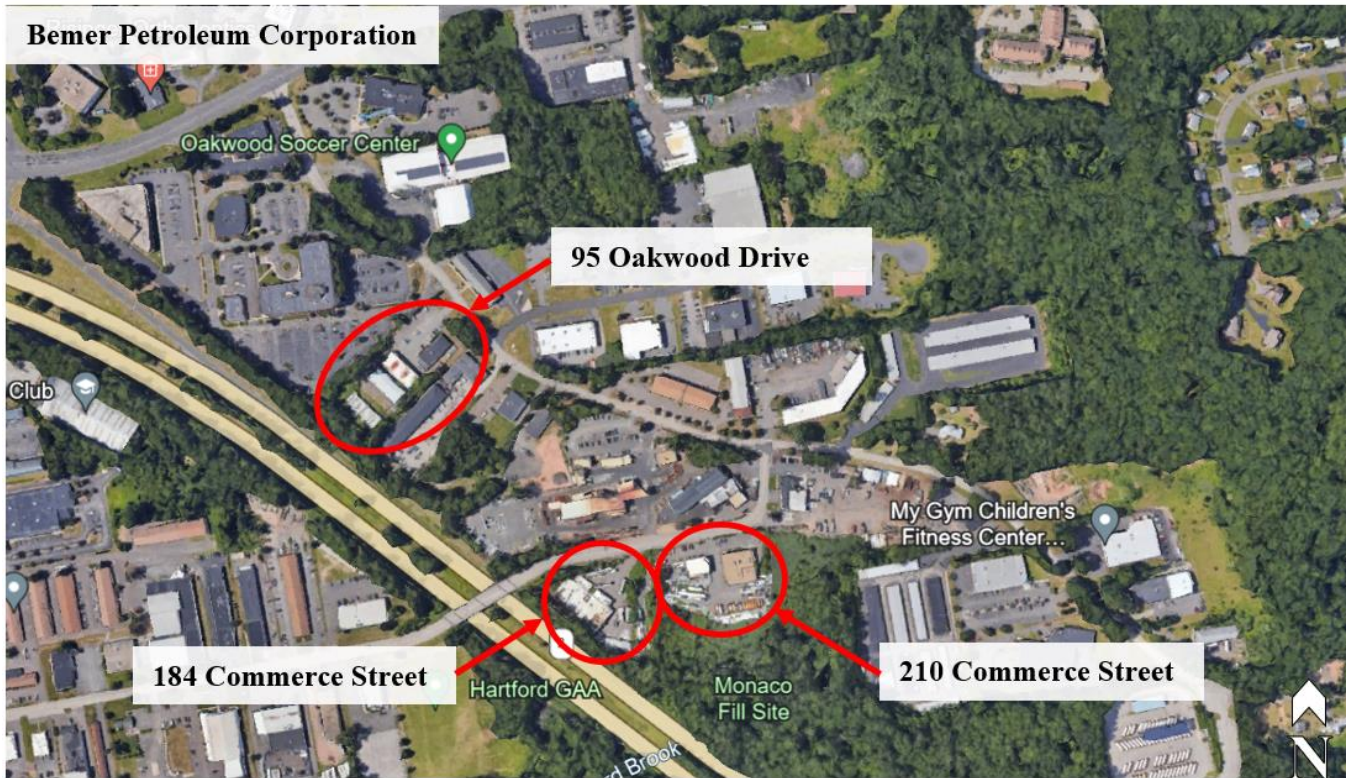 Bemer Petroleum Corporation
Oakwood Soccer Center
95 Oakwood Drive
Club
My Gym Children's
Fitness Center...
184 Commerce Street
Hartford GAA
Monaco
Fill Site
210 Commerce Street
Brook
N